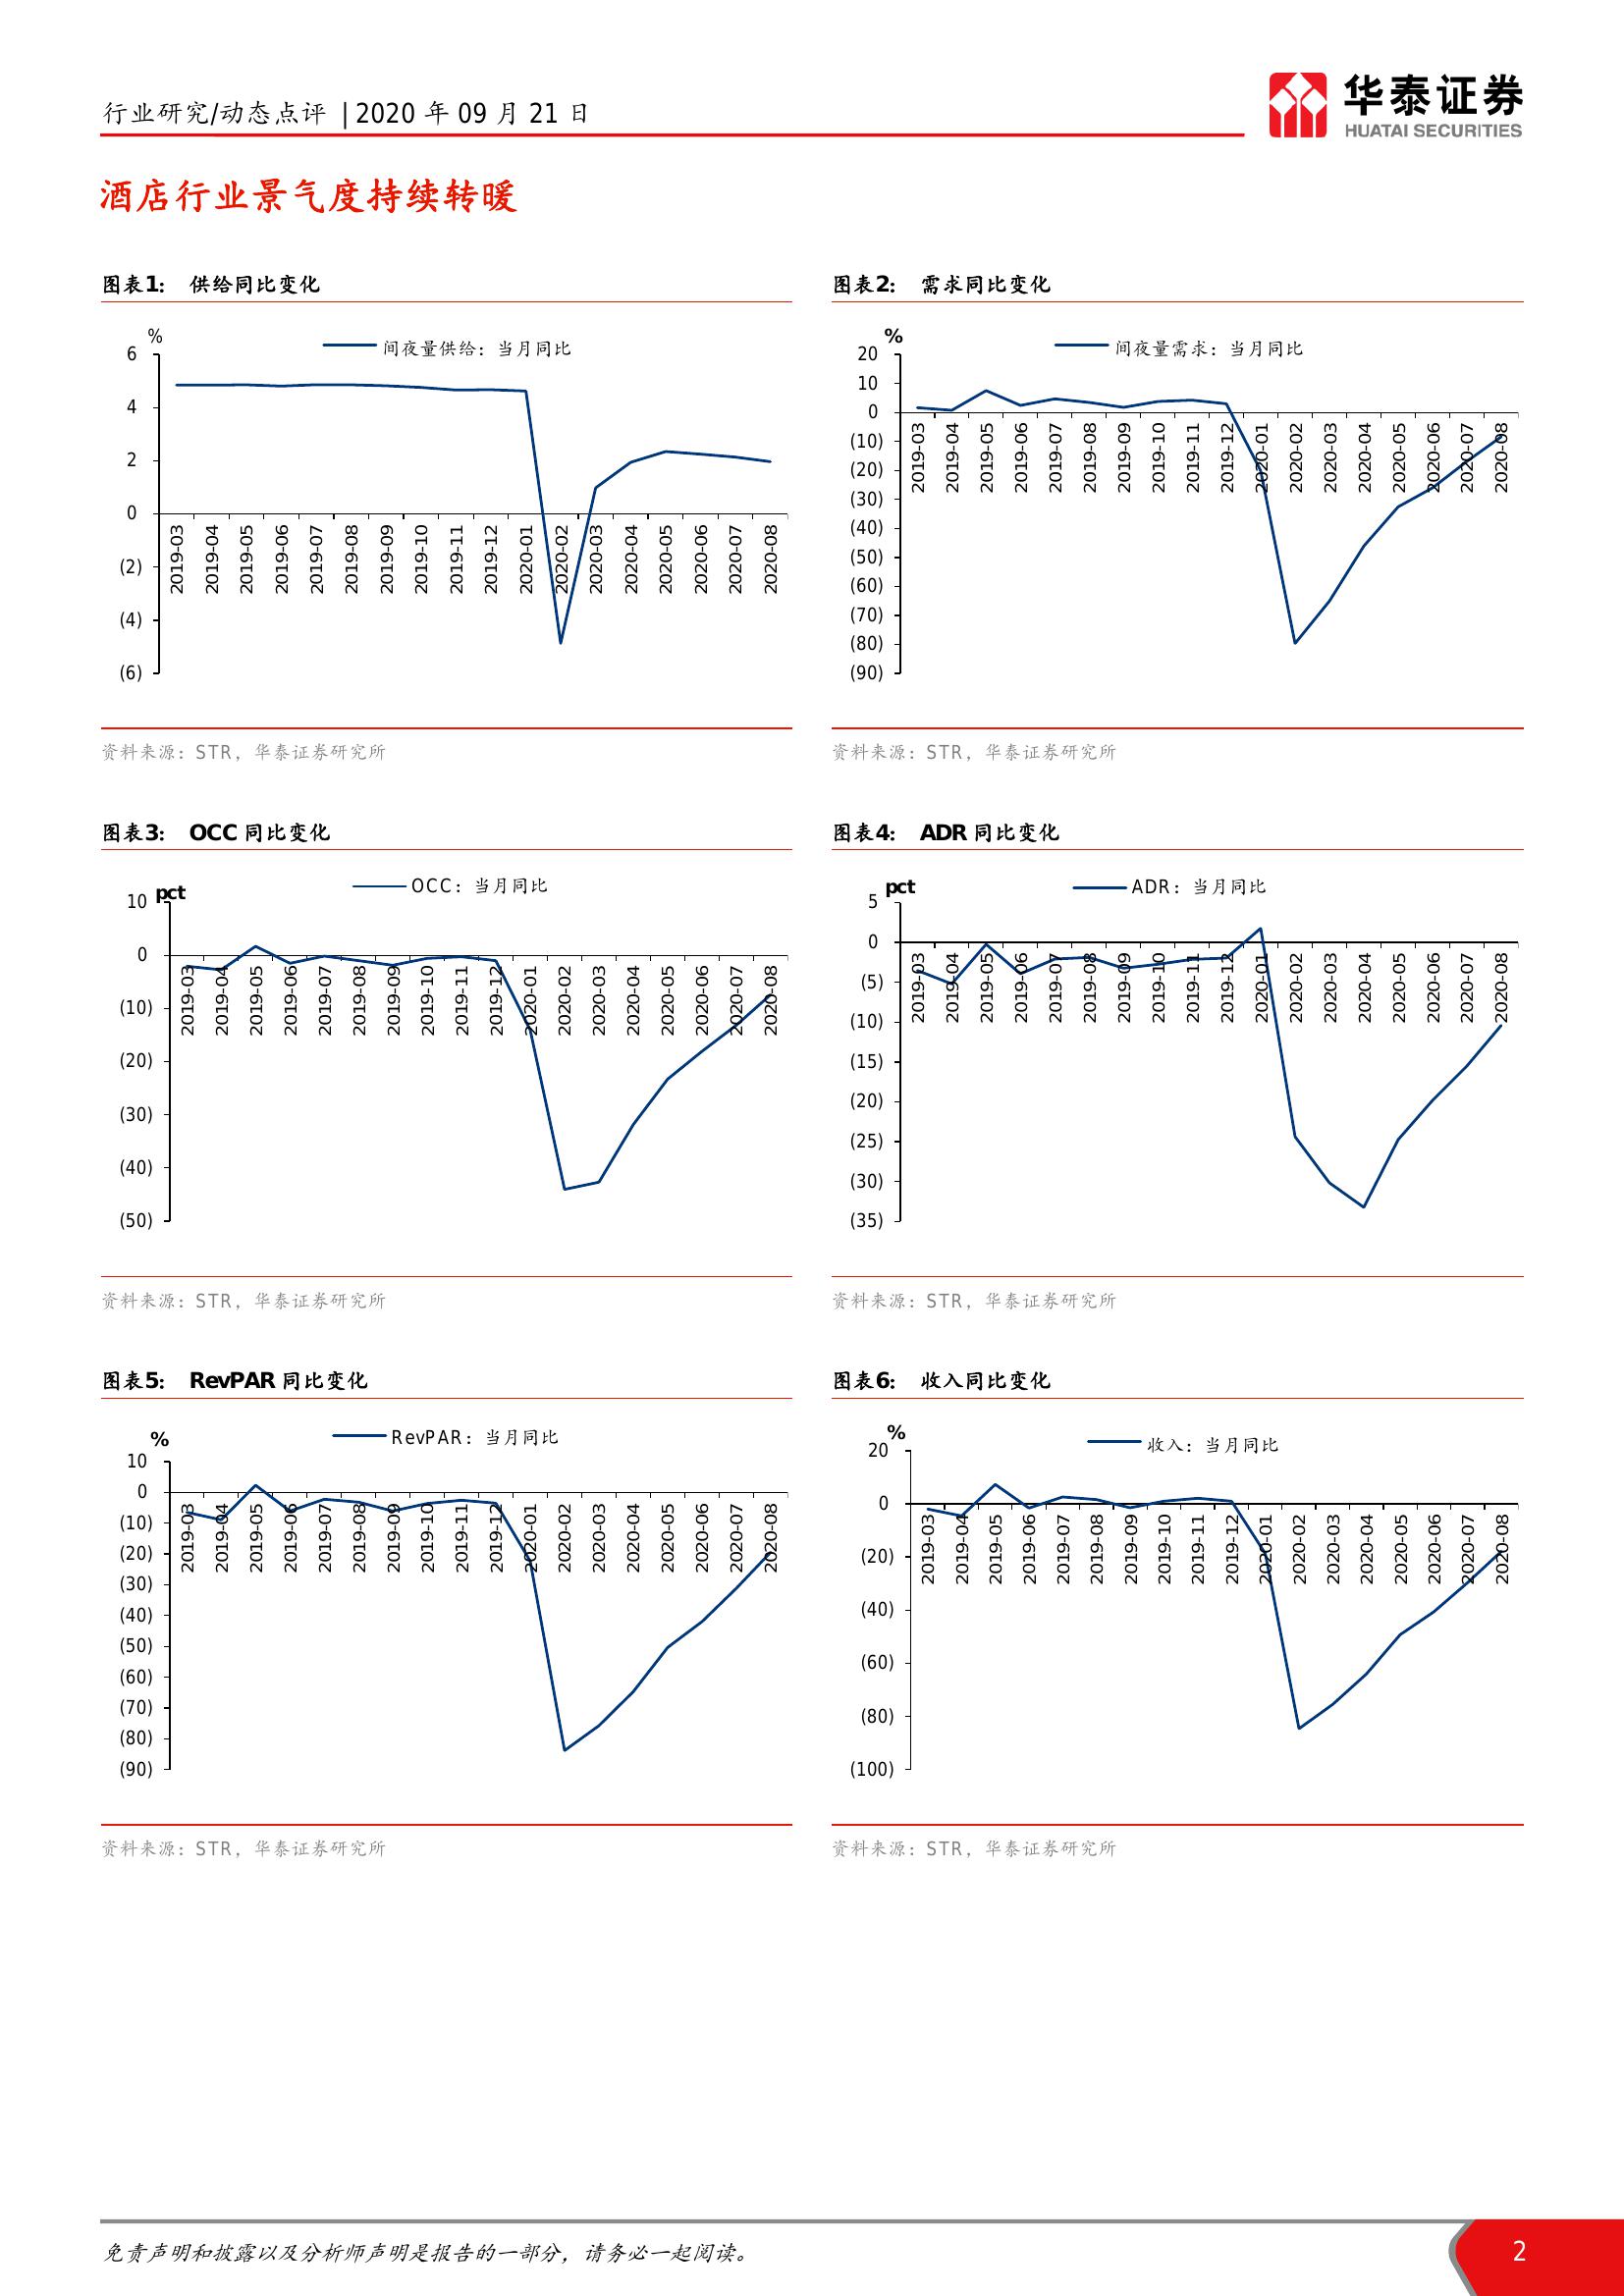 行业研究/动态点评 | 2020 年 09 月 21 日
华泰证券
HUATAI SECURITIES
酒店行业景气度持续转暖
图表1： 供给同比变化
%
间夜量供给：当月同比
6
4
2
0
(2)
(4)
(6)
2019-03 2019-04 2019-05 2019-06 2019-07 2019-08 2019-09 2019-10 2019-11 2019-12 2020-01 2020-02 2020-03 2020-04 2020-05 2020-06 2020-07 2020-08
资料来源：STR，华泰证券研究所
图表2： 需求同比变化
%
间夜量需求：当月同比
20
10
0
(10)
(20)
(30)
(40)
(50)
(60)
(70)
(80)
(90)
2019-03 2019-04 2019-05 2019-06 2019-07 2019-08 2019-09 2019-10 2019-11 2019-12 2020-01 2020-02 2020-03 2020-04 2020-05 2020-06 2020-07 2020-08
资料来源：STR，华泰证券研究所
图表3： OCC 同比变化
pct
OCC：当月同比
10
0
(10)
(20)
(30)
(40)
(50)
2019-03 2019-04 2019-05 2019-06 2019-07 2019-08 2019-09 2019-10 2019-11 2019-12 2020-01 2020-02 2020-03 2020-04 2020-05 2020-06 2020-07 2020-08
资料来源：STR，华泰证券研究所
图表4： ADR 同比变化
pct
ADR：当月同比
5
0
(5)
(10)
(15)
(20)
(25)
(30)
(35)
2019-03 2019-04 2019-05 2019-06 2019-07 2019-08 2019-09 2019-10 2019-11 2019-12 2020-01 2020-02 2020-03 2020-04 2020-05 2020-06 2020-07 2020-08
资料来源：STR，华泰证券研究所
图表5： RevPAR 同比变化
%
RevPAR：当月同比
10
0
(10)
(20)
(30)
(40)
(50)
(60)
(70)
(80)
(90)
2019-03 2019-04 2019-05 2019-06 2019-07 2019-08 2019-09 2019-10 2019-11 2019-12 2020-01 2020-02 2020-03 2020-04 2020-05 2020-06 2020-07 2020-08
资料来源：STR，华泰证券研究所
图表6： 收入同比变化
%
收入：当月同比
20
0
(20)
(40)
(60)
(80)
(100)
2019-03 2019-04 2019-05 2019-06 2019-07 2019-08 2019-09 2019-10 2019-11 2019-12 2020-01 2020-02 2020-03 2020-04 2020-05 2020-06 2020-07 2020-08
资料来源：STR，华泰证券研究所
免责声明和披露以及分析师声明是报告的一部分，请务必一起阅读。
2